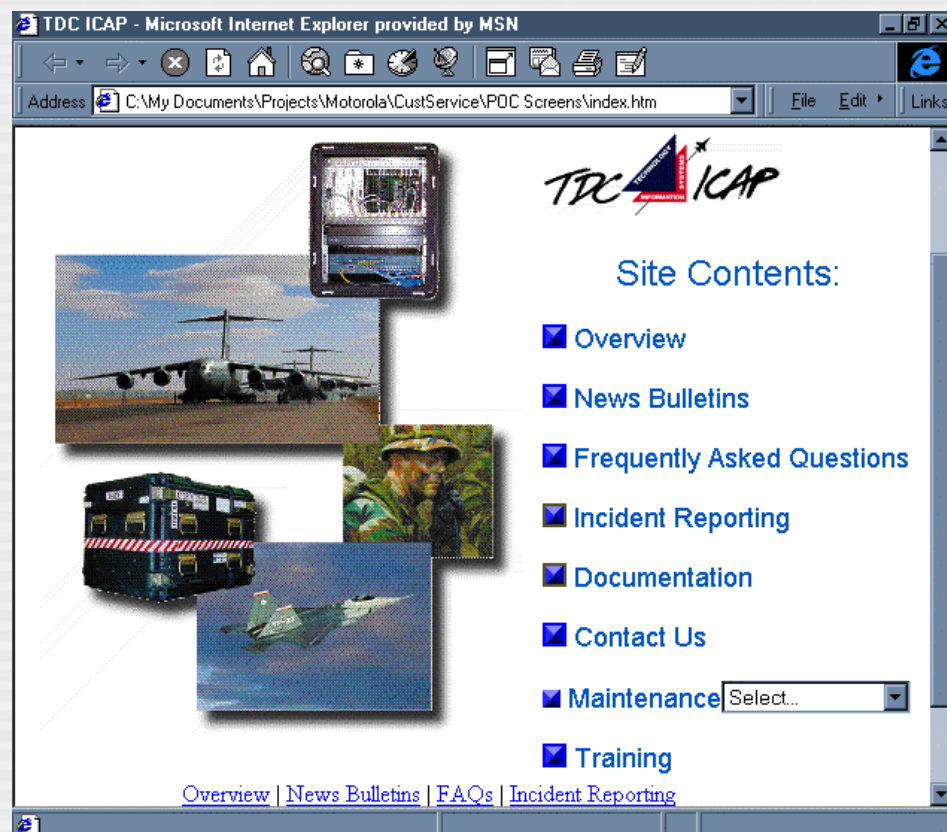 TDC ICAP - Microsoft Internet Explorer provided by MSN
Address C:\My Documents\Projects\Motorola\CustService\POC Screens\index.htm File Edit Links
TDC ICAP
TECHNOLOGY
INFORMATION
SYSTEMS
Site Contents:
Overview
News Bulletins
Frequently Asked Questions
Incident Reporting
Documentation
Contact Us
Maintenance Select...
Training
Overview | News Bulletins | FAQs | Incident Reporting